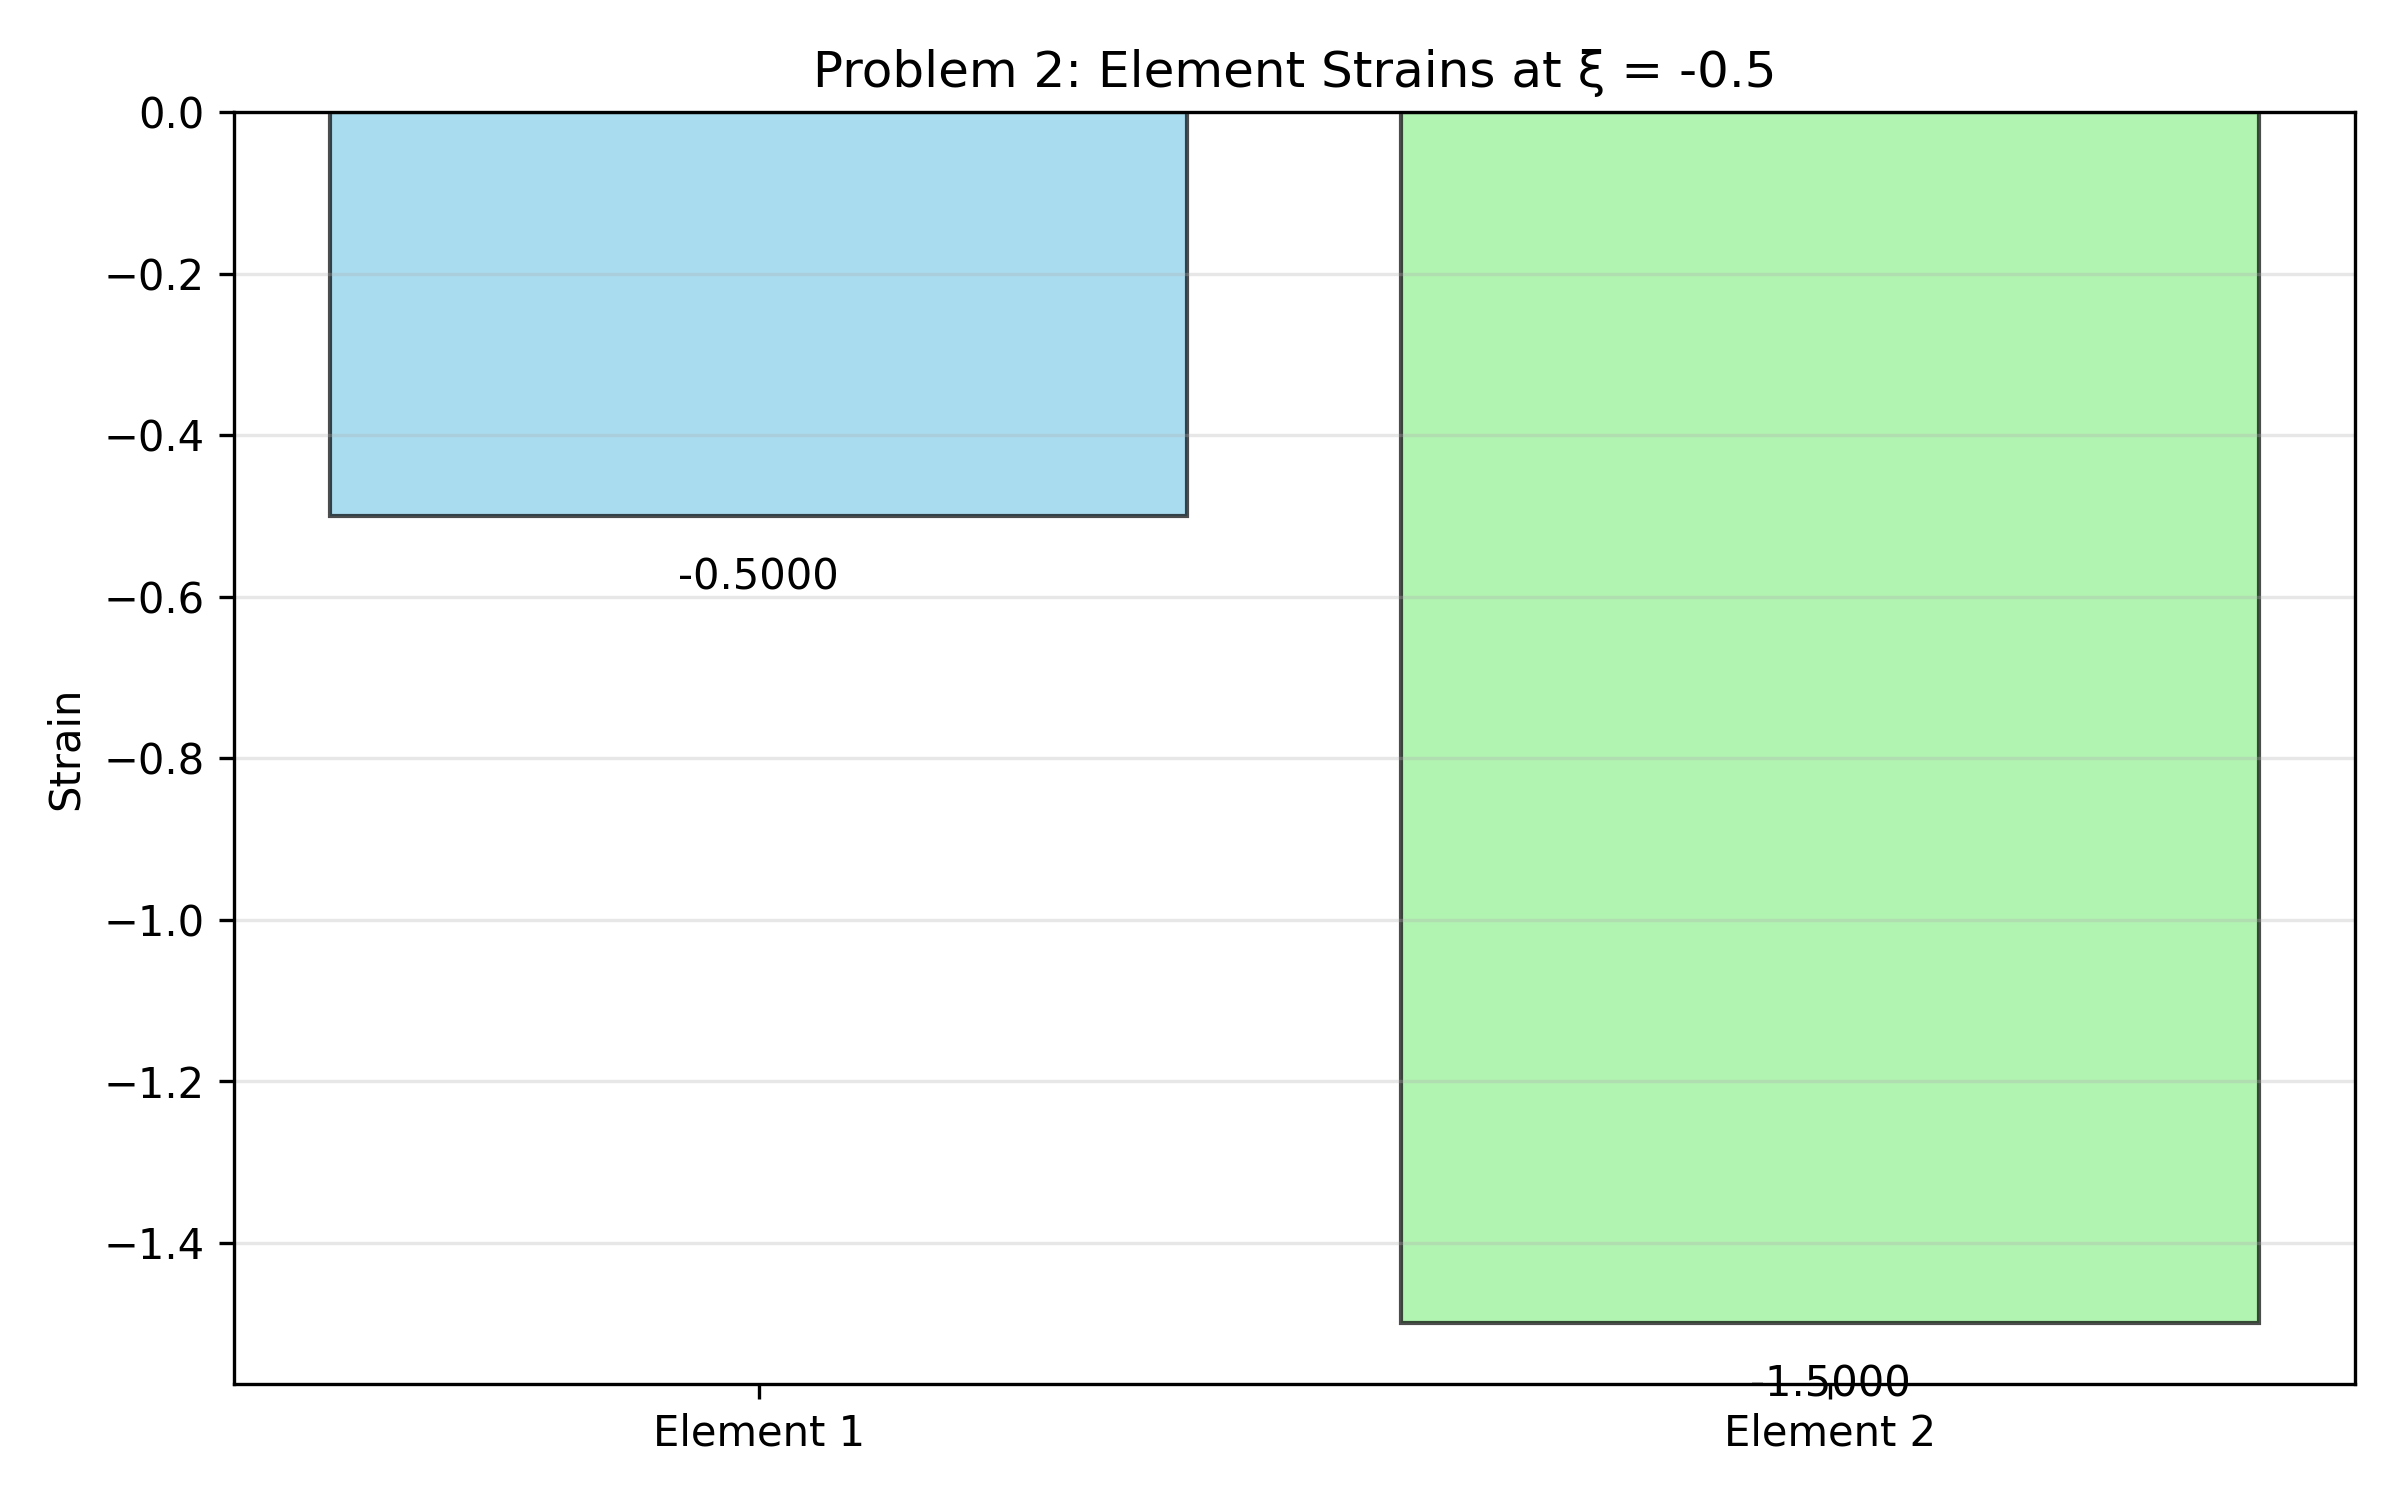 Problem 2: Element Strains at ξ = -0.5
0.0
−0.2
−0.4
−0.6
−0.8
−1.0
−1.2
−1.4
Strain
-0.5000
-1.5000
Element 1
Element 2